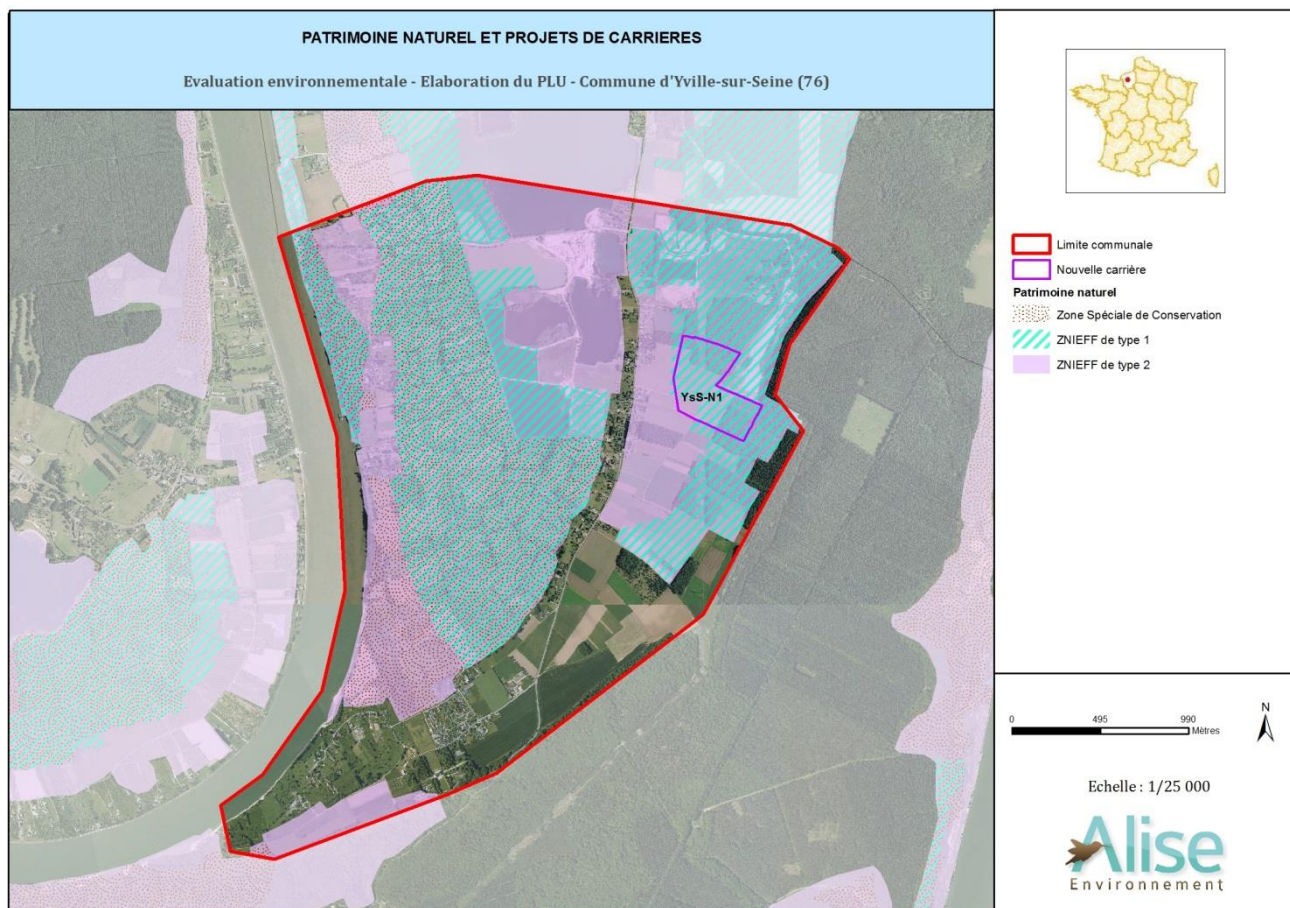 PATRIMOINE NATUREL ET PROJETS DE CARRIERES
Evaluation environnementale - Elaboration du PLU - Commune d'Yville-sur-Seine (76)
YsS-N1
Limite communale
Nouvelle carrière
Patrimoine naturel
Zone Spéciale de Conservation
ZNIEFF de type 1
ZNIEFF de type 2
0 495 990
Mètres
N
Echelle : 1/25 000
Alise
Environnement